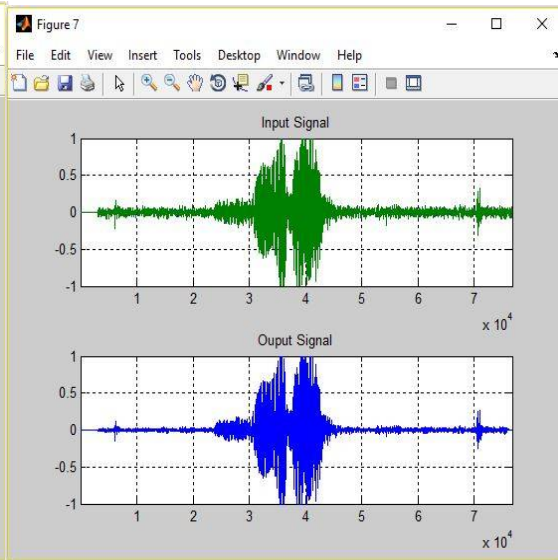 Figure 7
File Edit View Insert Tools Desktop Window Help
Input Signal
1
0.5
0
-0.5
-1
1 2 3 4 5 6 7
x 10^4
Ouput Signal
1
0.5
0
-0.5
-1
1 2 3 4 5 6 7
x 10^4